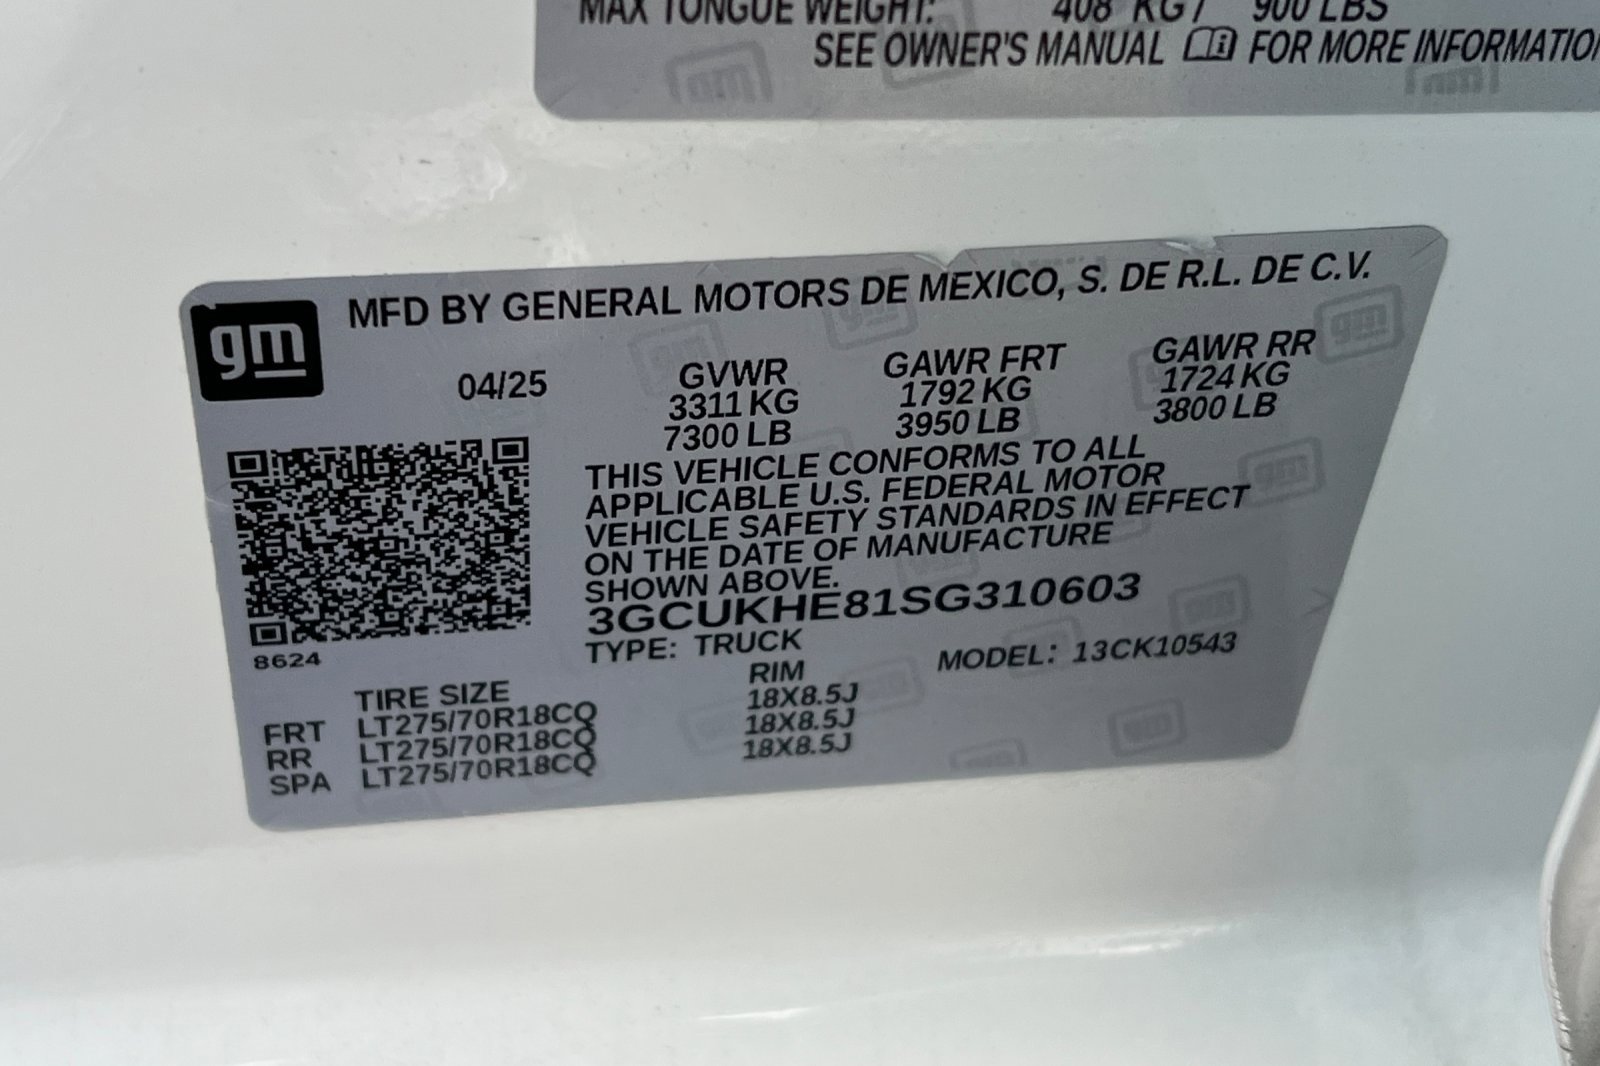 MAX TONGUE WEIGHT: 408 KG / 900 LBS
SEE OWNER'S MANUAL FOR MORE INFORMATION
gm
MFD BY GENERAL MOTORS DE MEXICO, S. DE R.L. DE C.V.
04/25 GVWR GAWR FRT GAWR RR
3311 KG 1792 KG 1724 KG
7300 LB 3950 LB 3800 LB
THIS VEHICLE CONFORMS TO ALL
APPLICABLE U.S. FEDERAL MOTOR
VEHICLE SAFETY STANDARDS IN EFFECT
ON THE DATE OF MANUFACTURE
SHOWN ABOVE.
3GCUKHE81SG310603
TYPE: TRUCK MODEL: 13CK10543
8624
TIRE SIZE RIM
FRT LT275/70R18CQ 18X8.5J
RR LT275/70R18CQ 18X8.5J
SPA LT275/70R18CQ 18X8.5J